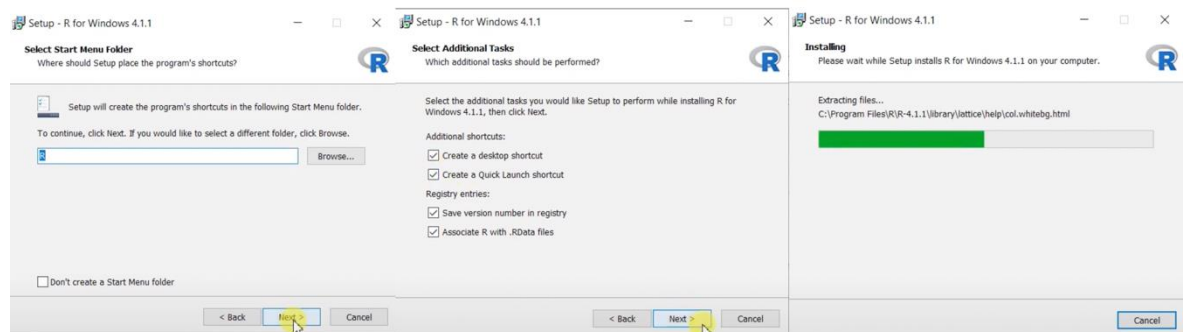 Setup - R for Windows 4.1.1
Select Start Menu Folder
Where should Setup place the program's shortcuts?
R
Setup will create the program's shortcuts in the following Start Menu folder.
To continue, click Next. If you would like to select a different folder, click Browse.
R
Browse...
Don't create a Start Menu folder
< Back
Next >
Cancel
Setup - R for Windows 4.1.1
Select Additional Tasks
Which additional tasks should be performed?
R
Select the additional tasks you would like Setup to perform while installing R for
Windows 4.1.1, then click Next.
Additional shortcuts:
Create a desktop shortcut
Create a Quick Launch shortcut
Registry entries:
Save version number in registry
Associate R with .RData files
< Back
Next >
Cancel
Setup - R for Windows 4.1.1
Installing
Please wait while Setup installs R for Windows 4.1.1 on your computer.
R
Extracting files...
C:\Program Files\R\R-4.1.1\library\lattice\help\col.whitebg.html
Cancel